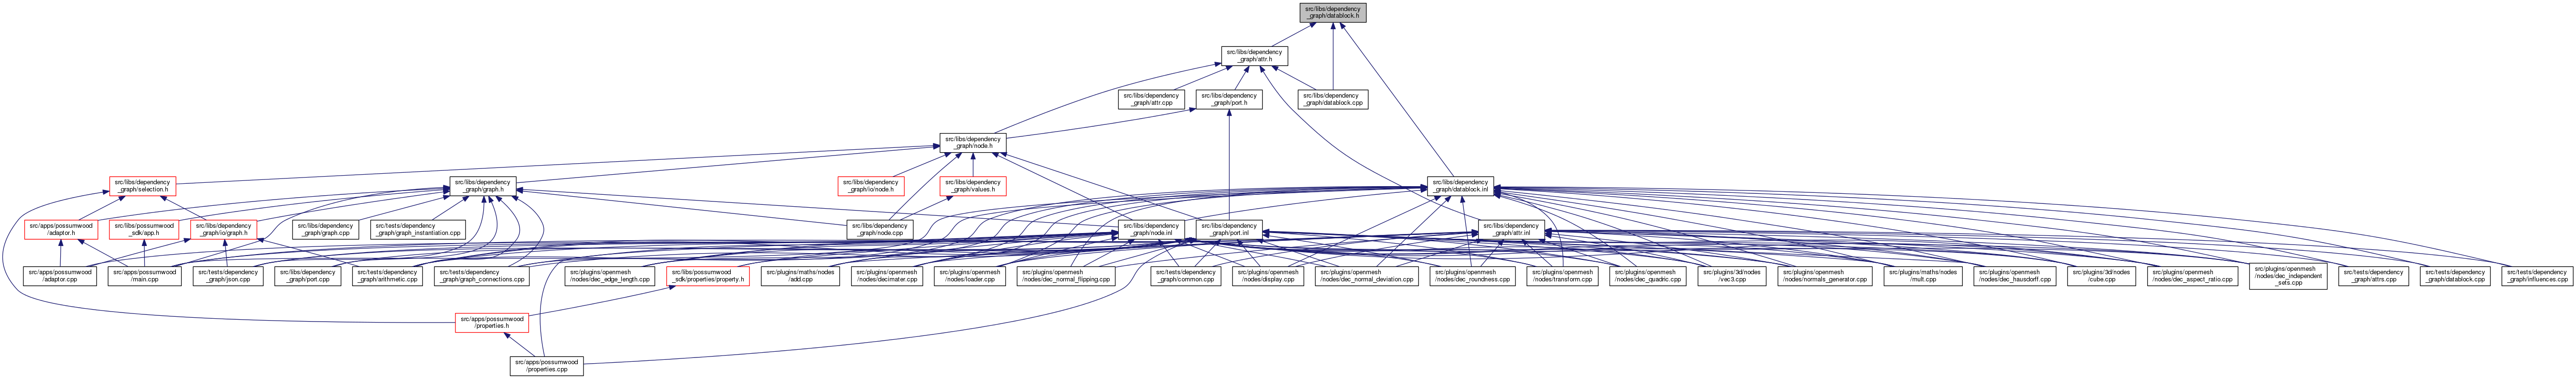 src/libs/dependency
_graph/datablock.h
src/libs/dependency
_graph/attr.h
src/libs/dependency
_graph/attr.cpp
src/libs/dependency
_graph/port.h
src/libs/dependency
_graph/datablock.cpp
src/libs/dependency
_graph/node.h
src/libs/dependency
_graph/selection.h
src/libs/dependency
_graph/graph.h
src/libs/dependency
_graph/io/node.h
src/libs/dependency
_graph/values.h
src/libs/dependency
_graph/datablock.inl
src/apps/possumwood
/adaptor.h
src/libs/possumwood
_sdk/app.h
src/libs/dependency
_graph/io/graph.h
src/libs/dependency
_graph/graph.cpp
src/tests/dependency
_graph/graph_instantiation.cpp
src/libs/dependency
_graph/node.cpp
src/libs/dependency
_graph/node.inl
src/libs/dependency
_graph/port.inl
src/libs/dependency
_graph/attr.inl
src/apps/possumwood
/adaptor.cpp
src/apps/possumwood
/main.cpp
src/tests/dependency
_graph/json.cpp
src/libs/dependency
_graph/port.cpp
src/tests/dependency
_graph/arithmetic.cpp
src/tests/dependency
_graph/graph_connections.cpp
src/plugins/openmesh
/nodes/dec_edge_length.cpp
src/libs/possumwood
_sdk/properties/property.h
src/plugins/maths/nodes
/add.cpp
src/plugins/openmesh
/nodes/decimater.cpp
src/plugins/openmesh
/nodes/loader.cpp
src/plugins/openmesh
/nodes/dec_normal_flipping.cpp
src/tests/dependency
_graph/common.cpp
src/plugins/openmesh
/nodes/display.cpp
src/plugins/openmesh
/nodes/dec_normal_deviation.cpp
src/plugins/openmesh
/nodes/dec_roundness.cpp
src/plugins/openmesh
/nodes/transform.cpp
src/plugins/openmesh
/nodes/dec_quadric.cpp
src/plugins/3d/nodes
/vec3.cpp
src/plugins/openmesh
/nodes/normals_generator.cpp
src/plugins/maths/nodes
/mult.cpp
src/plugins/openmesh
/nodes/dec_hausdorff.cpp
src/plugins/3d/nodes
/cube.cpp
src/plugins/openmesh
/nodes/dec_aspect_ratio.cpp
src/plugins/openmesh
/nodes/dec_independent
_sets.cpp
src/tests/dependency
_graph/attrs.cpp
src/tests/dependency
_graph/datablock.cpp
src/tests/dependency
_graph/influences.cpp
src/apps/possumwood
/properties.h
src/apps/possumwood
/properties.cpp